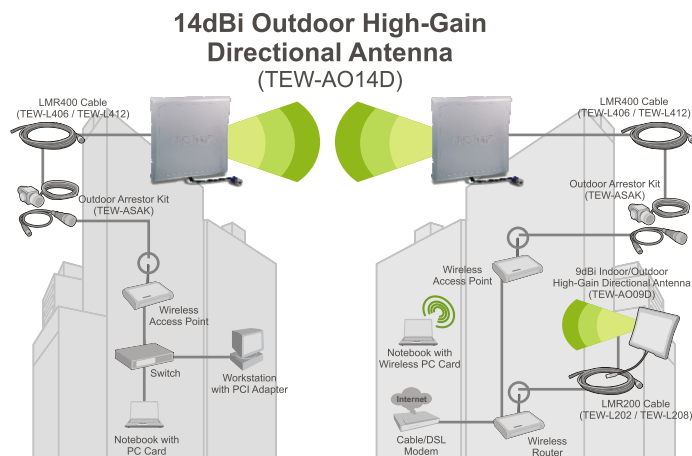 14dBi Outdoor High-Gain
Directional Antenna
(TEW-AO14D)
LMR400 Cable
(TEW-L406 / TEW-L412)
Outdoor Arrestor Kit
(TEW-ASAK)
Wireless
Access Point
Switch
Workstation
with PCI Adapter
Notebook with
PC Card
LMR400 Cable
(TEW-L406 / TEW-L412)
Outdoor Arrestor Kit
(TEW-ASAK)
Wireless
Access Point
9dBi Indoor/Outdoor
High-Gain Directional Antenna
(TEW-AO09D)
Notebook with
Wireless PC Card
LMR200 Cable
(TEW-L202 / TEW-L208)
Internet
Cable/DSL
Modem
Wireless
Router